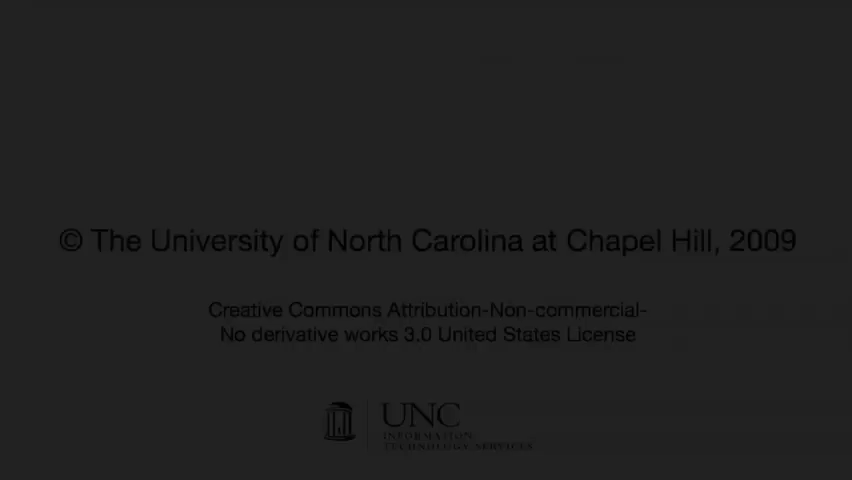 © The University of North Carolina at Chapel Hill, 2009
Creative Commons Attribution-Non-commercial-
No derivative works 3.0 United States License
UNC
INFORMATION
TECHNOLOGY SERVICES